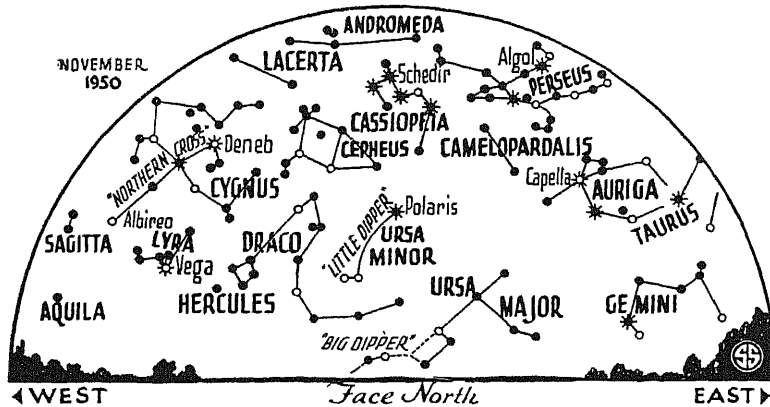 ANDROMEDA
LACERTA
NOVEMBER
1950
Schedir
Algol
PERSEUS
CASSIOPEIA
CEPHEUS
CAMELOPARDALIS
"NORTHERN CROSS"
Deneb
CYGNUS
Capella
AURIGA
TAURUS
Albireo
SAGITTA
LYRA
Vega
DRACO
"LITTLE DIPPER"
Polaris
URSA
MINOR
AQUILA
HERCULES
URSA
MAJOR
GEMINI
"BIG DIPPER"
SS
WEST
Face North
EAST